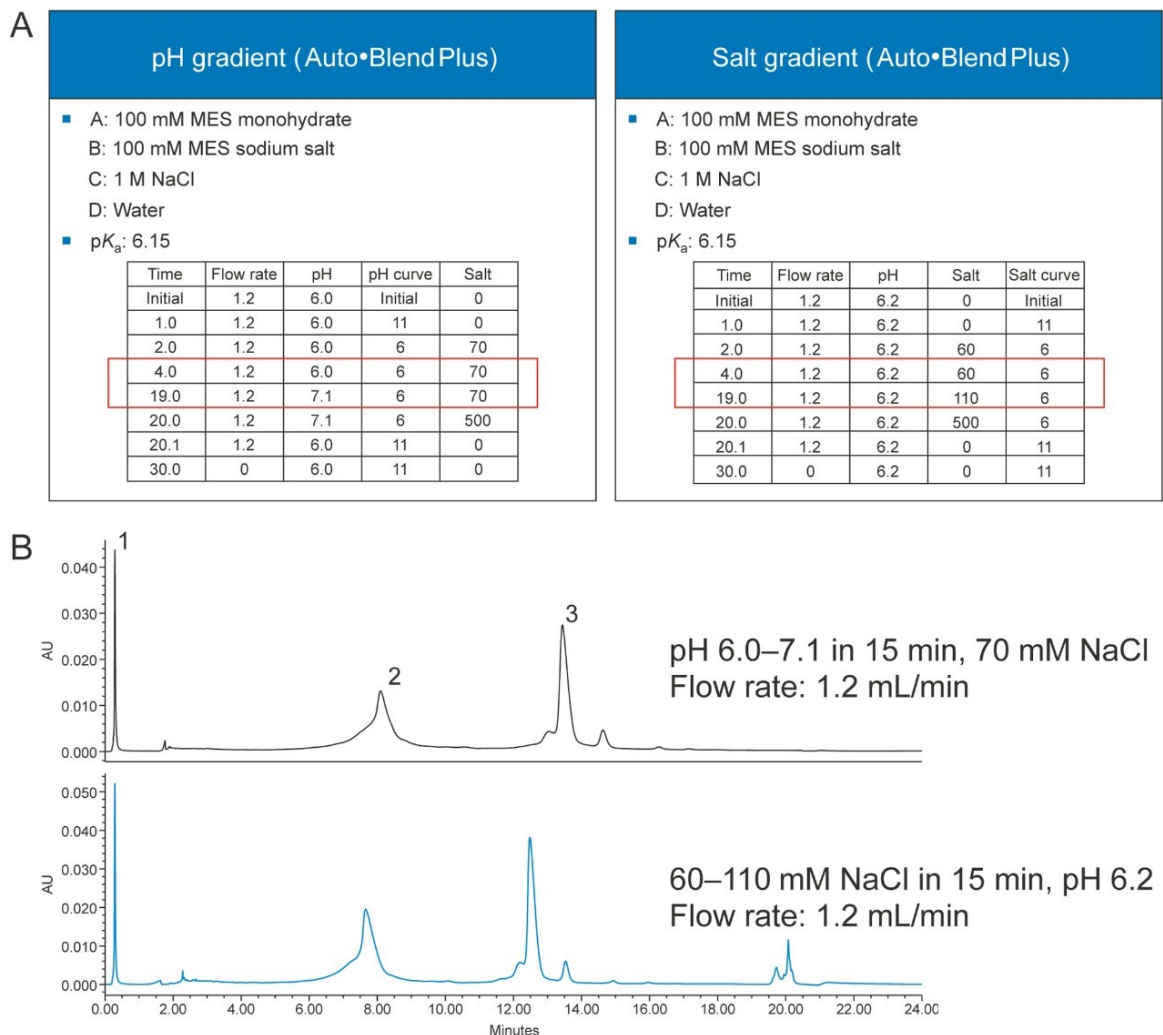 A
pH gradient (Auto•Blend Plus)
■ A: 100 mM MES monohydrate
B: 100 mM MES sodium salt
C: 1 M NaCl
D: Water
■ pKa: 6.15
Time Flow rate pH pH curve Salt
Initial 1.2 6.0 Initial 0
1.0 1.2 6.0 11 0
2.0 1.2 6.0 6 70
4.0 1.2 6.0 6 70
19.0 1.2 7.1 6 70
20.0 1.2 7.1 6 500
20.1 1.2 6.0 11 0
30.0 0 6.0 11 0
Salt gradient (Auto•Blend Plus)
■ A: 100 mM MES monohydrate
B: 100 mM MES sodium salt
C: 1 M NaCl
D: Water
■ pKa: 6.15
Time Flow rate pH Salt Salt curve
Initial 1.2 6.2 0 Initial
1.0 1.2 6.2 0 11
2.0 1.2 6.2 60 6
4.0 1.2 6.2 60 6
19.0 1.2 6.2 110 6
20.0 1.2 6.2 500 6
20.1 1.2 6.2 0 11
30.0 0 6.2 0 11
B
1
2
3
AU
0.040
0.030
0.020
0.010
0.000
pH 6.0–7.1 in 15 min, 70 mM NaCl
Flow rate: 1.2 mL/min
AU
0.050
0.040
0.030
0.020
0.010
0.000
60–110 mM NaCl in 15 min, pH 6.2
Flow rate: 1.2 mL/min
0.00 2.00 4.00 6.00 8.00 10.00 12.00 14.00 16.00 18.00 20.00 22.00 24.00
Minutes